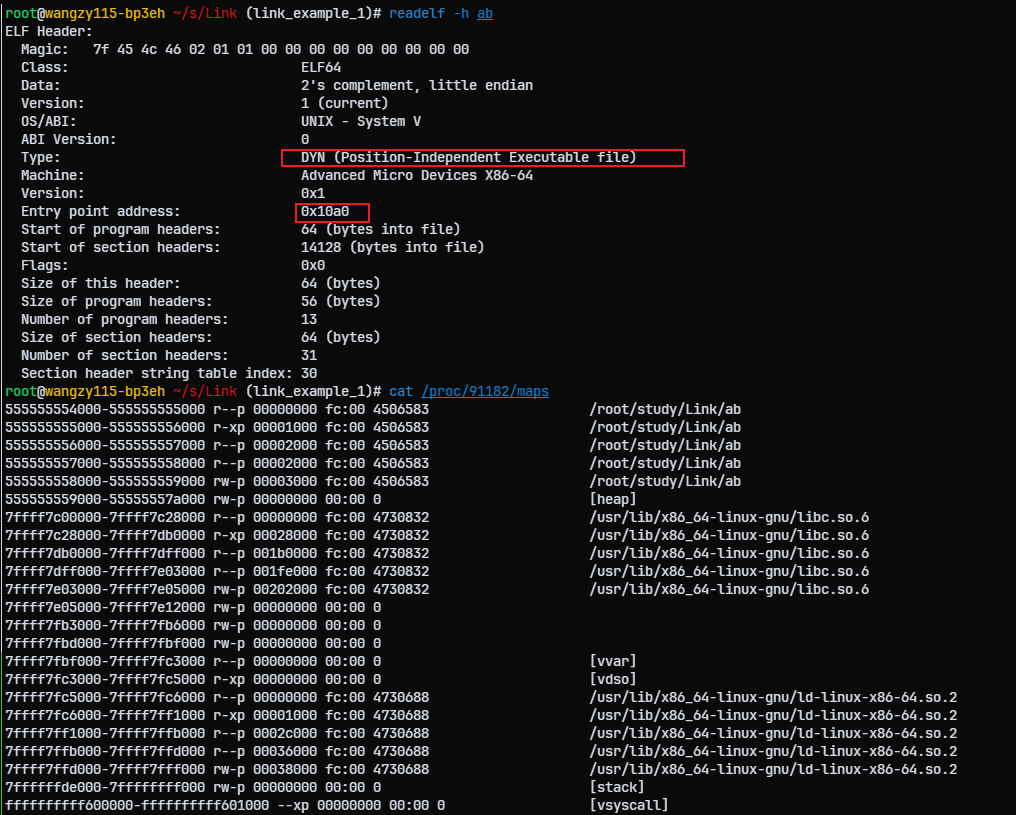 root@wangzy115-bp3eh ~/s/Link (link_example_1)# readelf -h ab
ELF Header:
  Magic:   7f 45 4c 46 02 01 01 00 00 00 00 00 00 00 00 00
  Class:                             ELF64
  Data:                              2's complement, little endian
  Version:                           1 (current)
  OS/ABI:                            UNIX - System V
  ABI Version:                       0
  Type:                              DYN (Position-Independent Executable file)
  Machine:                           Advanced Micro Devices X86-64
  Version:                           0x1
  Entry point address:               0x10a0
  Start of program headers:          64 (bytes into file)
  Start of section headers:          14128 (bytes into file)
  Flags:                             0x0
  Size of this header:               64 (bytes)
  Size of program headers:           56 (bytes)
  Number of program headers:         13
  Size of section headers:           64 (bytes)
  Number of section headers:         31
  Section header string table index: 30
root@wangzy115-bp3eh ~/s/Link (link_example_1)# cat /proc/91182/maps
555555554000-555555555000 r--p 00000000 fc:00 4506583                    /root/study/Link/ab
555555555000-555555556000 r-xp 00001000 fc:00 4506583                    /root/study/Link/ab
555555556000-555555557000 r--p 00002000 fc:00 4506583                    /root/study/Link/ab
555555557000-555555558000 r--p 00002000 fc:00 4506583                    /root/study/Link/ab
555555558000-555555559000 rw-p 00003000 fc:00 4506583                    /root/study/Link/ab
555555559000-55555557a000 rw-p 00000000 00:00 0                          [heap]
7ffff7c00000-7ffff7c28000 r--p 00000000 fc:00 4730832                    /usr/lib/x86_64-linux-gnu/libc.so.6
7ffff7c28000-7ffff7db0000 r-xp 00028000 fc:00 4730832                    /usr/lib/x86_64-linux-gnu/libc.so.6
7ffff7db0000-7ffff7dff000 r--p 001b0000 fc:00 4730832                    /usr/lib/x86_64-linux-gnu/libc.so.6
7ffff7dff000-7ffff7e03000 r--p 001fe000 fc:00 4730832                    /usr/lib/x86_64-linux-gnu/libc.so.6
7ffff7e03000-7ffff7e05000 rw-p 00202000 fc:00 4730832                    /usr/lib/x86_64-linux-gnu/libc.so.6
7ffff7e05000-7ffff7e12000 rw-p 00000000 00:00 0
7ffff7fb3000-7ffff7fb6000 rw-p 00000000 00:00 0
7ffff7fbd000-7ffff7fbf000 rw-p 00000000 00:00 0
7ffff7fbf000-7ffff7fc3000 r--p 00000000 00:00 0                          [vvar]
7ffff7fc3000-7ffff7fc5000 r-xp 00000000 00:00 0                          [vdso]
7ffff7fc5000-7ffff7fc6000 r--p 00000000 fc:00 4730688                    /usr/lib/x86_64-linux-gnu/ld-linux-x86-64.so.2
7ffff7fc6000-7ffff7ff1000 r-xp 00001000 fc:00 4730688                    /usr/lib/x86_64-linux-gnu/ld-linux-x86-64.so.2
7ffff7ff1000-7ffff7ffb000 r--p 0002c000 fc:00 4730688                    /usr/lib/x86_64-linux-gnu/ld-linux-x86-64.so.2
7ffff7ffb000-7ffff7ffd000 r--p 00036000 fc:00 4730688                    /usr/lib/x86_64-linux-gnu/ld-linux-x86-64.so.2
7ffff7ffd000-7ffff7fff000 rw-p 00038000 fc:00 4730688                    /usr/lib/x86_64-linux-gnu/ld-linux-x86-64.so.2
7ffffffde000-7ffffffff000 rw-p 00000000 00:00 0                          [stack]
ffffffffff600000-ffffffffff601000 --xp 00000000 00:00 0                  [vsyscall]